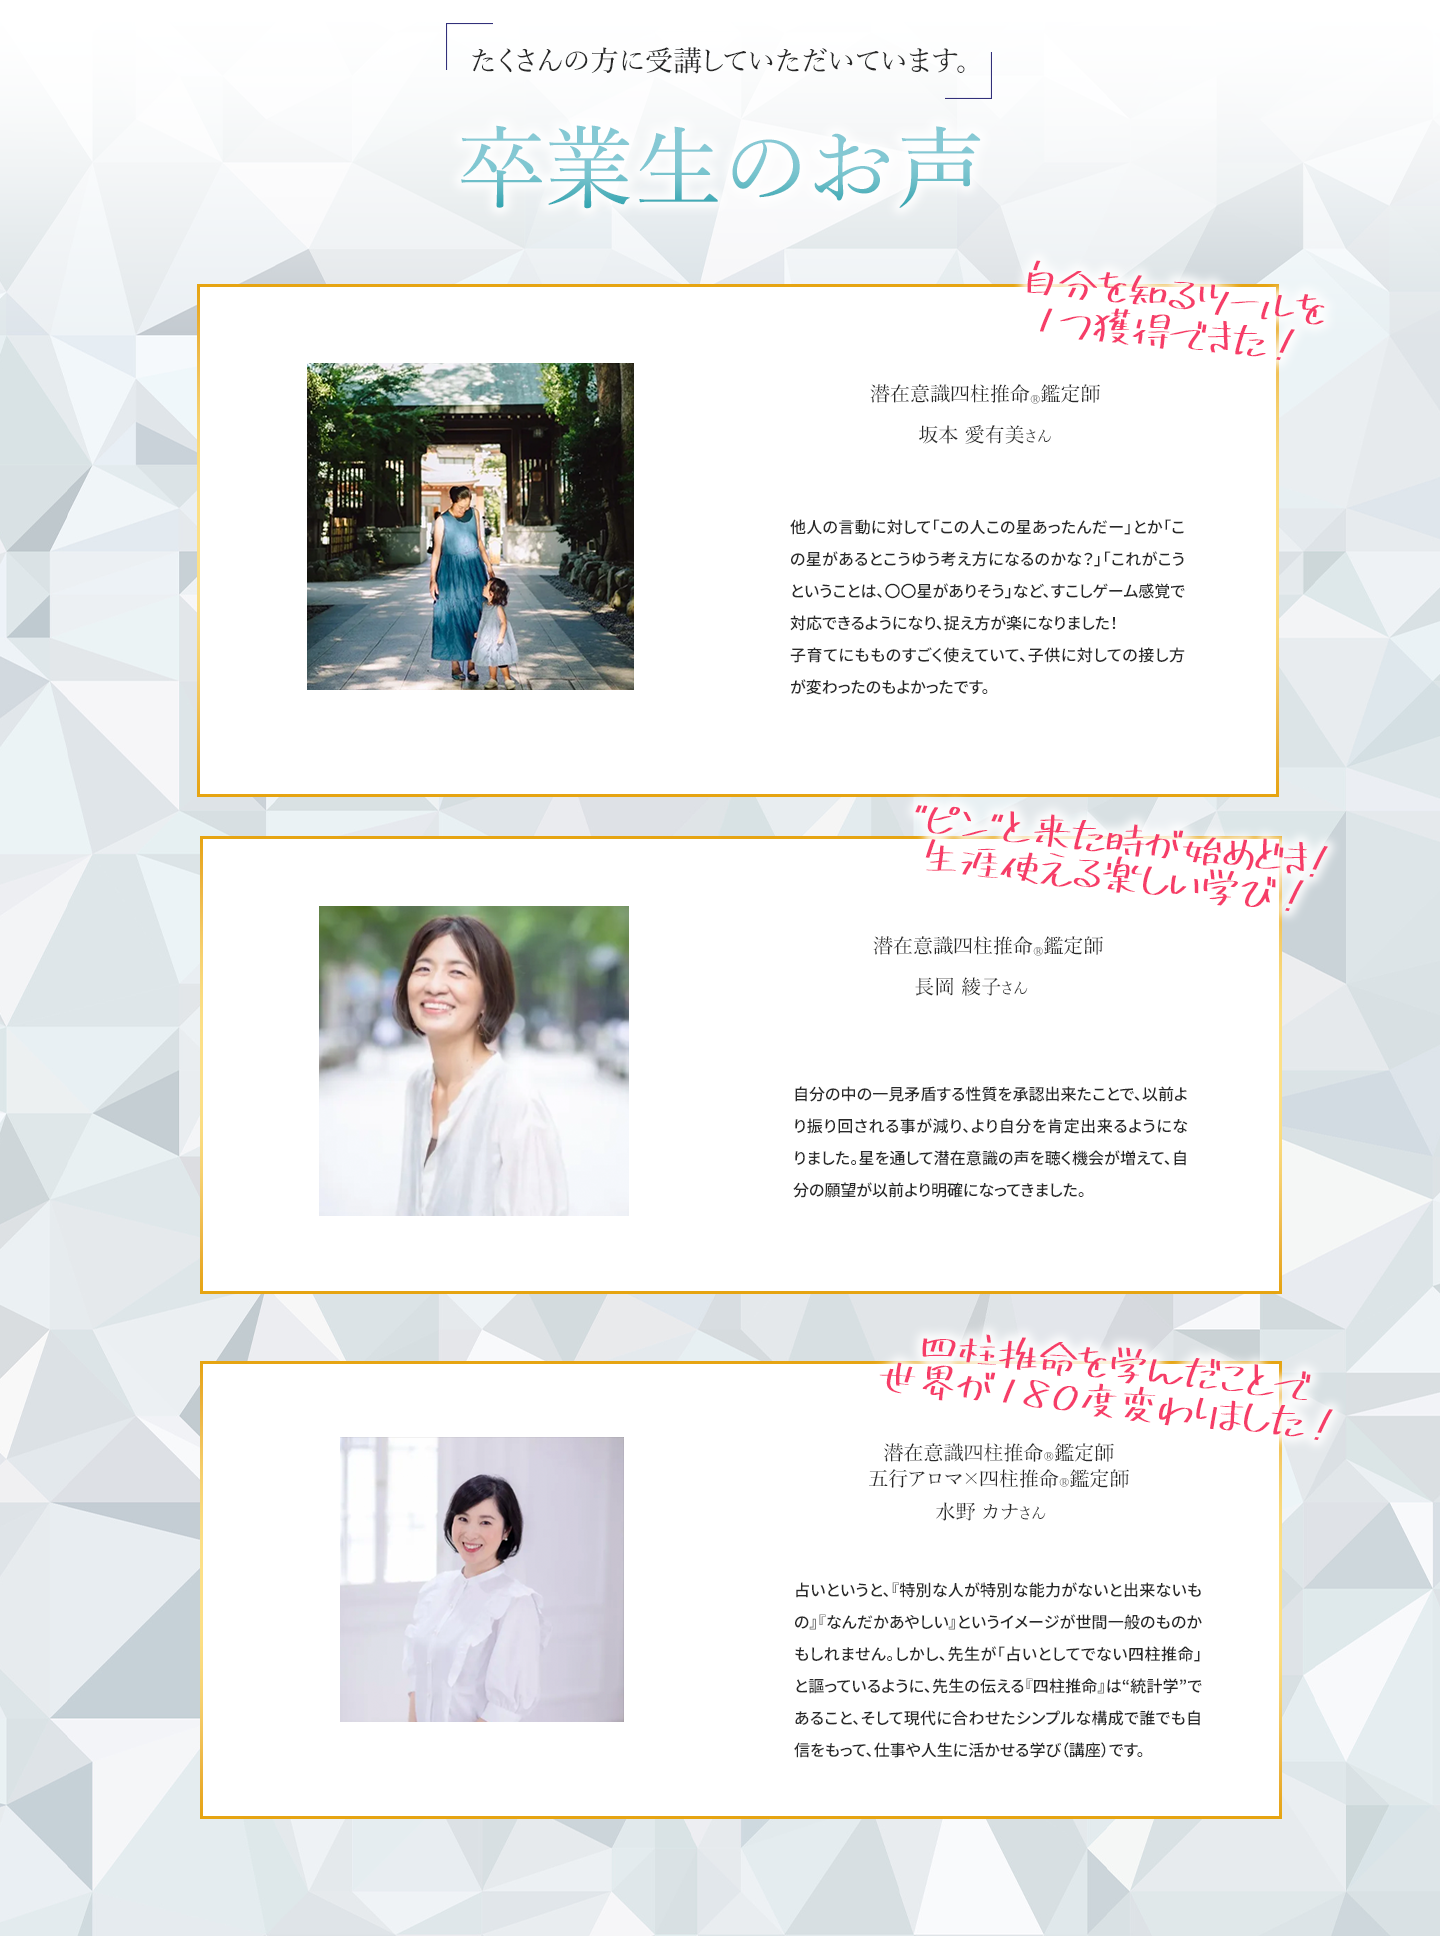 たくさんの方に受講していただいています。
卒業生のお声
自分を知るツールを
1つ獲得できた！
潜在意識四柱推命®鑑定師
坂本 愛有美さん
他人の言動に対して「この人この星あったんだー」とか「こ
の星があるとこうゆう考え方になるのかな？」「これがこう
ということは、〇〇星がありそう」など、すこしゲーム感覚で
対応できるようになり、捉え方が楽になりました！
子育てにもものすごく使えていて、子供に対しての接し方
が変わったのもよかったです。
“ピン”と来た時が始めどき！
生涯使える楽しい学び！
潜在意識四柱推命®鑑定師
長岡 綾子さん
自分の中の一見矛盾する性質を承認出来たことで、以前よ
り振り回される事が減り、より自分を肯定出来るようにな
りました。星を通して潜在意識の声を聴く機会が増えて、自
分の願望が以前より明確になってきました。
四柱推命を学んだことで
世界が180度変わりました！
潜在意識四柱推命®鑑定師
五行アロマ×四柱推命®鑑定師
水野 カナさん
占いというと、『特別な人が特別な能力がないと出来ないも
の』『なんだかあやしい』というイメージが世間一般のものか
もしれません。しかし、先生が「占いとしてでない四柱推命」
と謳っているように、先生の伝える『四柱推命』は“統計学”で
あること、そして現代に合わせたシンプルな構成で誰でも自
信をもって、仕事や人生に活かせる学び（講座）です。